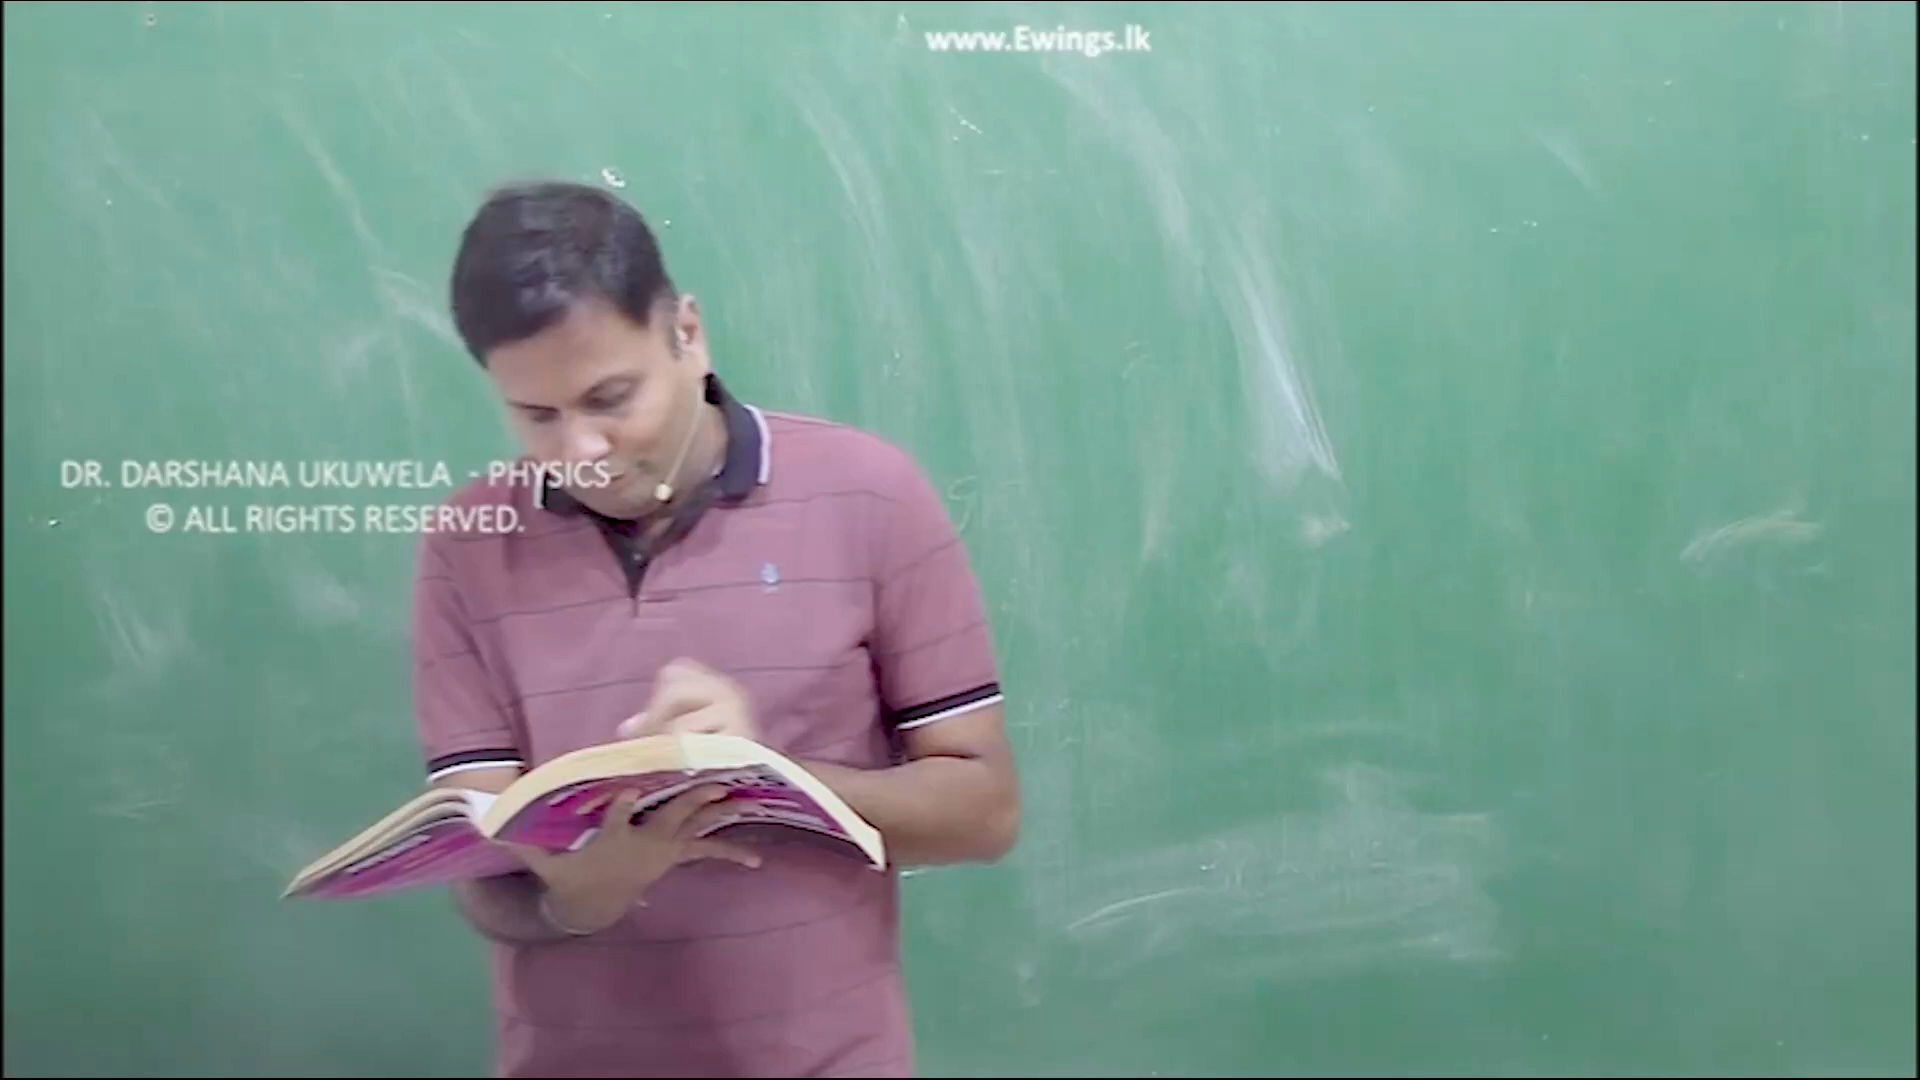 www.Ewings.lk
DR. DARSHANA UKUWELA - PHYSICS
© ALL RIGHTS RESERVED.